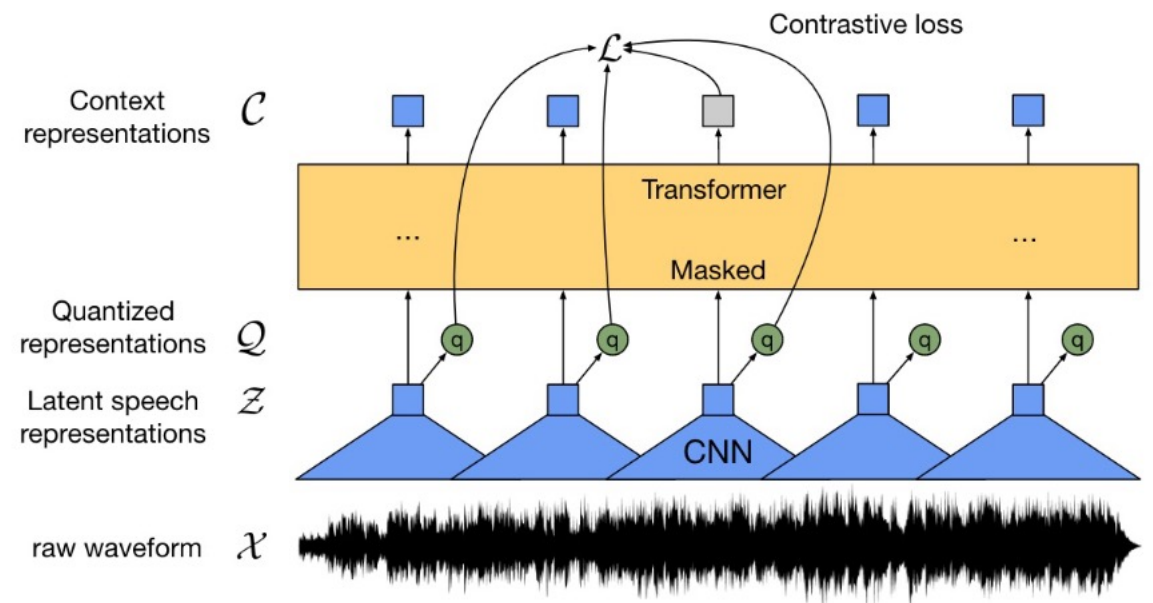 Contrastive loss
ℒ
Context
representations
𝒞
Transformer
... ...
Masked
Quantized
representations
𝒬
q q q q q
Latent speech
representations
𝒵
CNN
raw waveform
𝒳